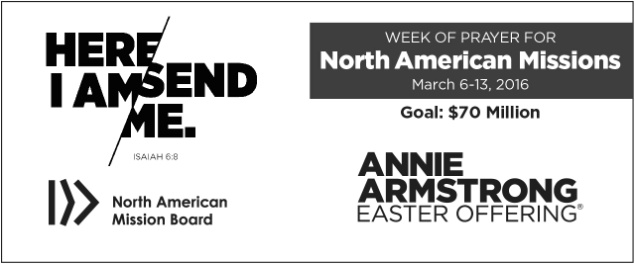 HERE
I AM SEND
ME.
ISAIAH 6:8
North American
Mission Board
WEEK OF PRAYER FOR
North American Missions
March 6-13, 2016
Goal: $70 Million
ANNIE
ARMSTRONG
EASTER OFFERING®